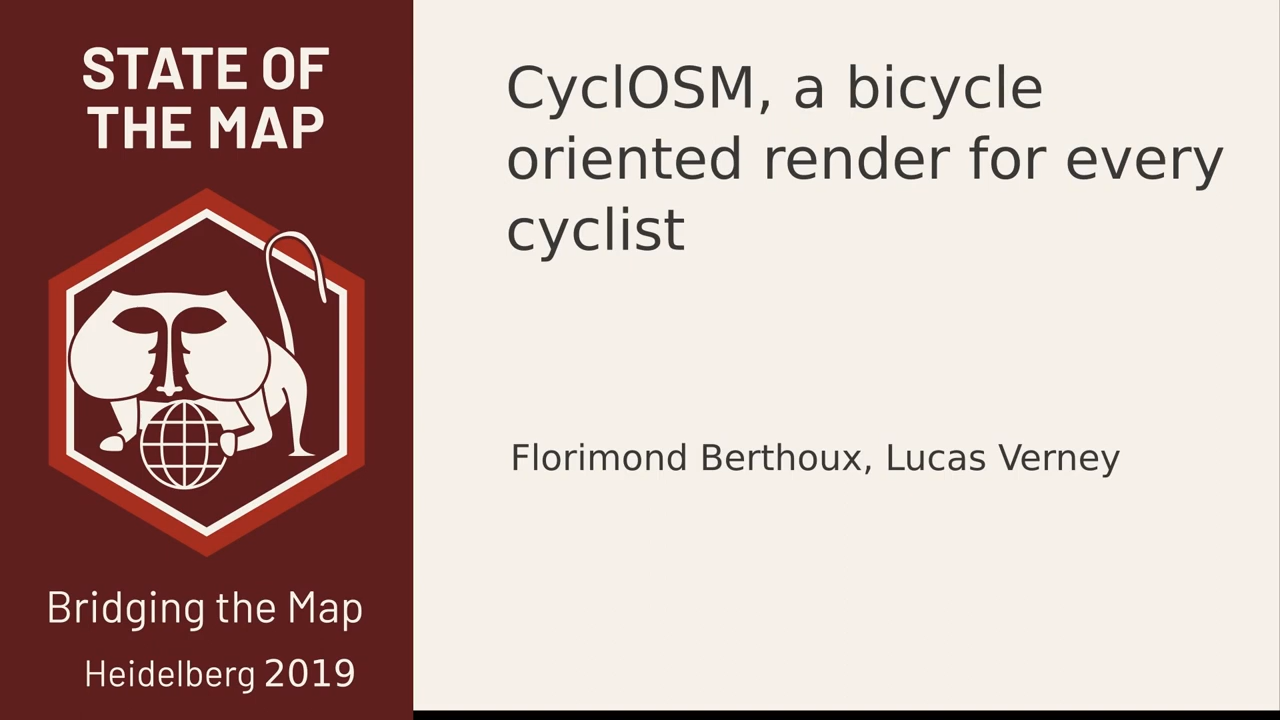 STATE OF
THE MAP
Bridging the Map
Heidelberg 2019
CyclOSM, a bicycle
oriented render for every
cyclist
Florimond Berthoux, Lucas Verney